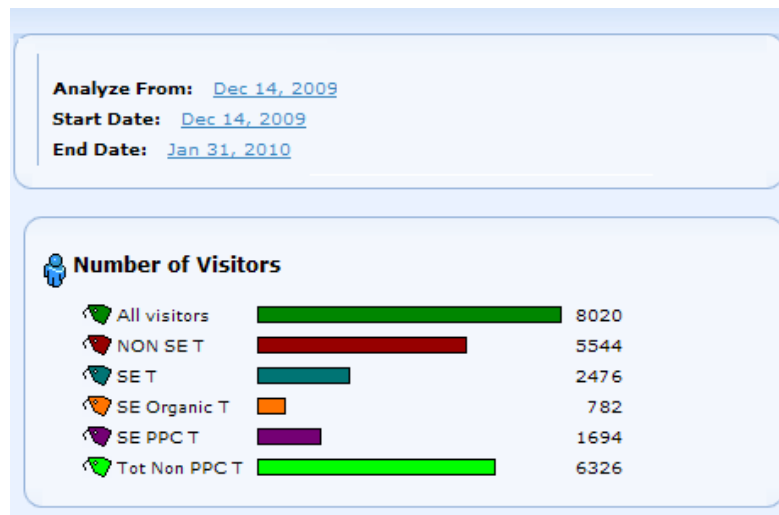 Analyze From: Dec 14, 2009
Start Date: Dec 14, 2009
End Date: Jan 31, 2010
Number of Visitors
All visitors 8020
NON SE T 5544
SE T 2476
SE Organic T 782
SE PPC T 1694
Tot Non PPC T 6326